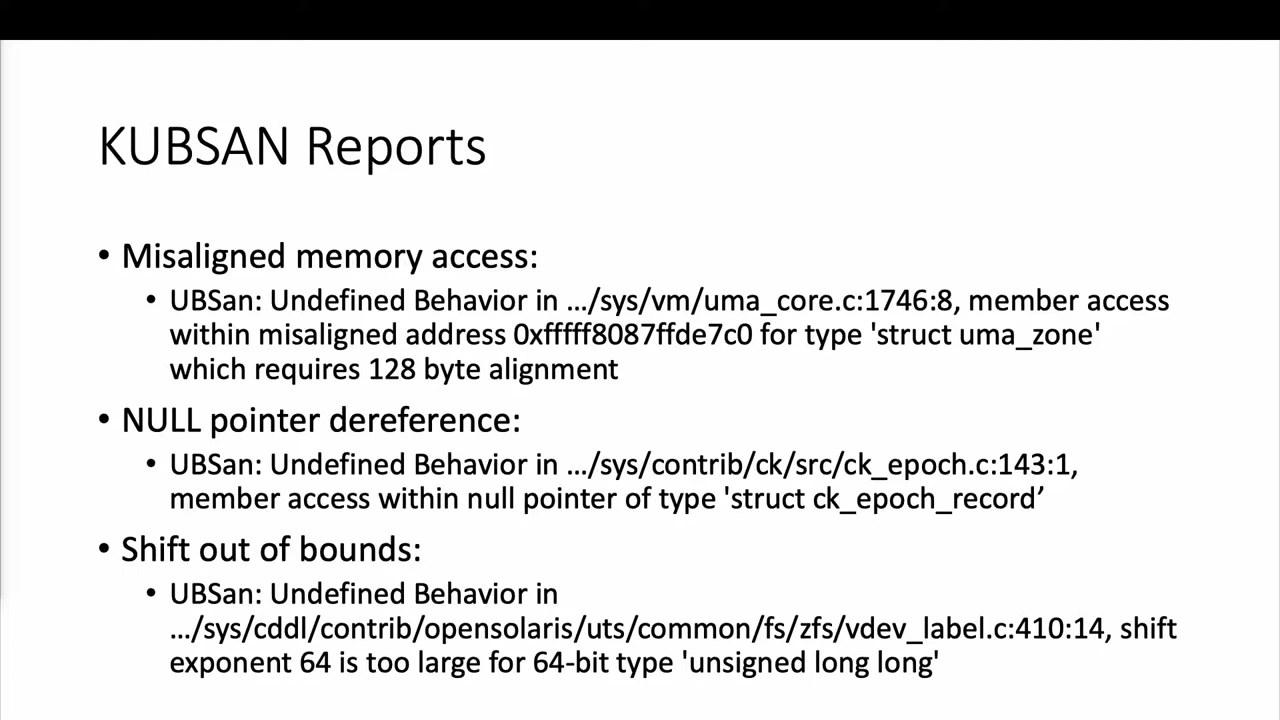 KUBSAN Reports
• Misaligned memory access:
• UBSan: Undefined Behavior in …/sys/vm/uma_core.c:1746:8, member access
within misaligned address 0xfffff8087ffde7c0 for type 'struct uma_zone'
which requires 128 byte alignment
• NULL pointer dereference:
• UBSan: Undefined Behavior in …/sys/contrib/ck/src/ck_epoch.c:143:1,
member access within null pointer of type 'struct ck_epoch_record’
• Shift out of bounds:
• UBSan: Undefined Behavior in
…/sys/cddl/contrib/opensolaris/uts/common/fs/zfs/vdev_label.c:410:14, shift
exponent 64 is too large for 64-bit type 'unsigned long long'